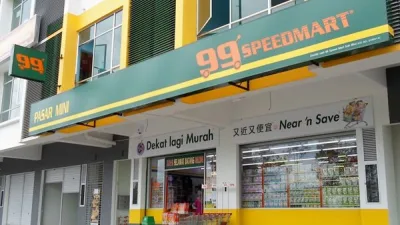 99
PASAR MINI
99 SPEEDMART
Dekat lagi Murah
又近又便宜 Near 'n Save